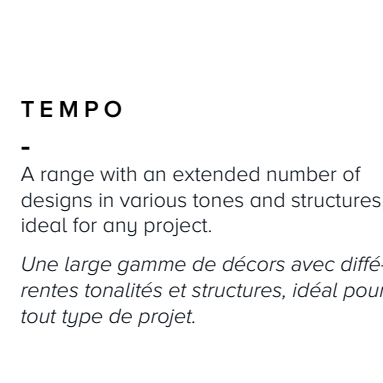 TEMPO
-
A range with an extended number of
designs in various tones and structures
ideal for any project.
Une large gamme de décors avec diffé-
rentes tonalités et structures, idéal pour
tout type de projet.